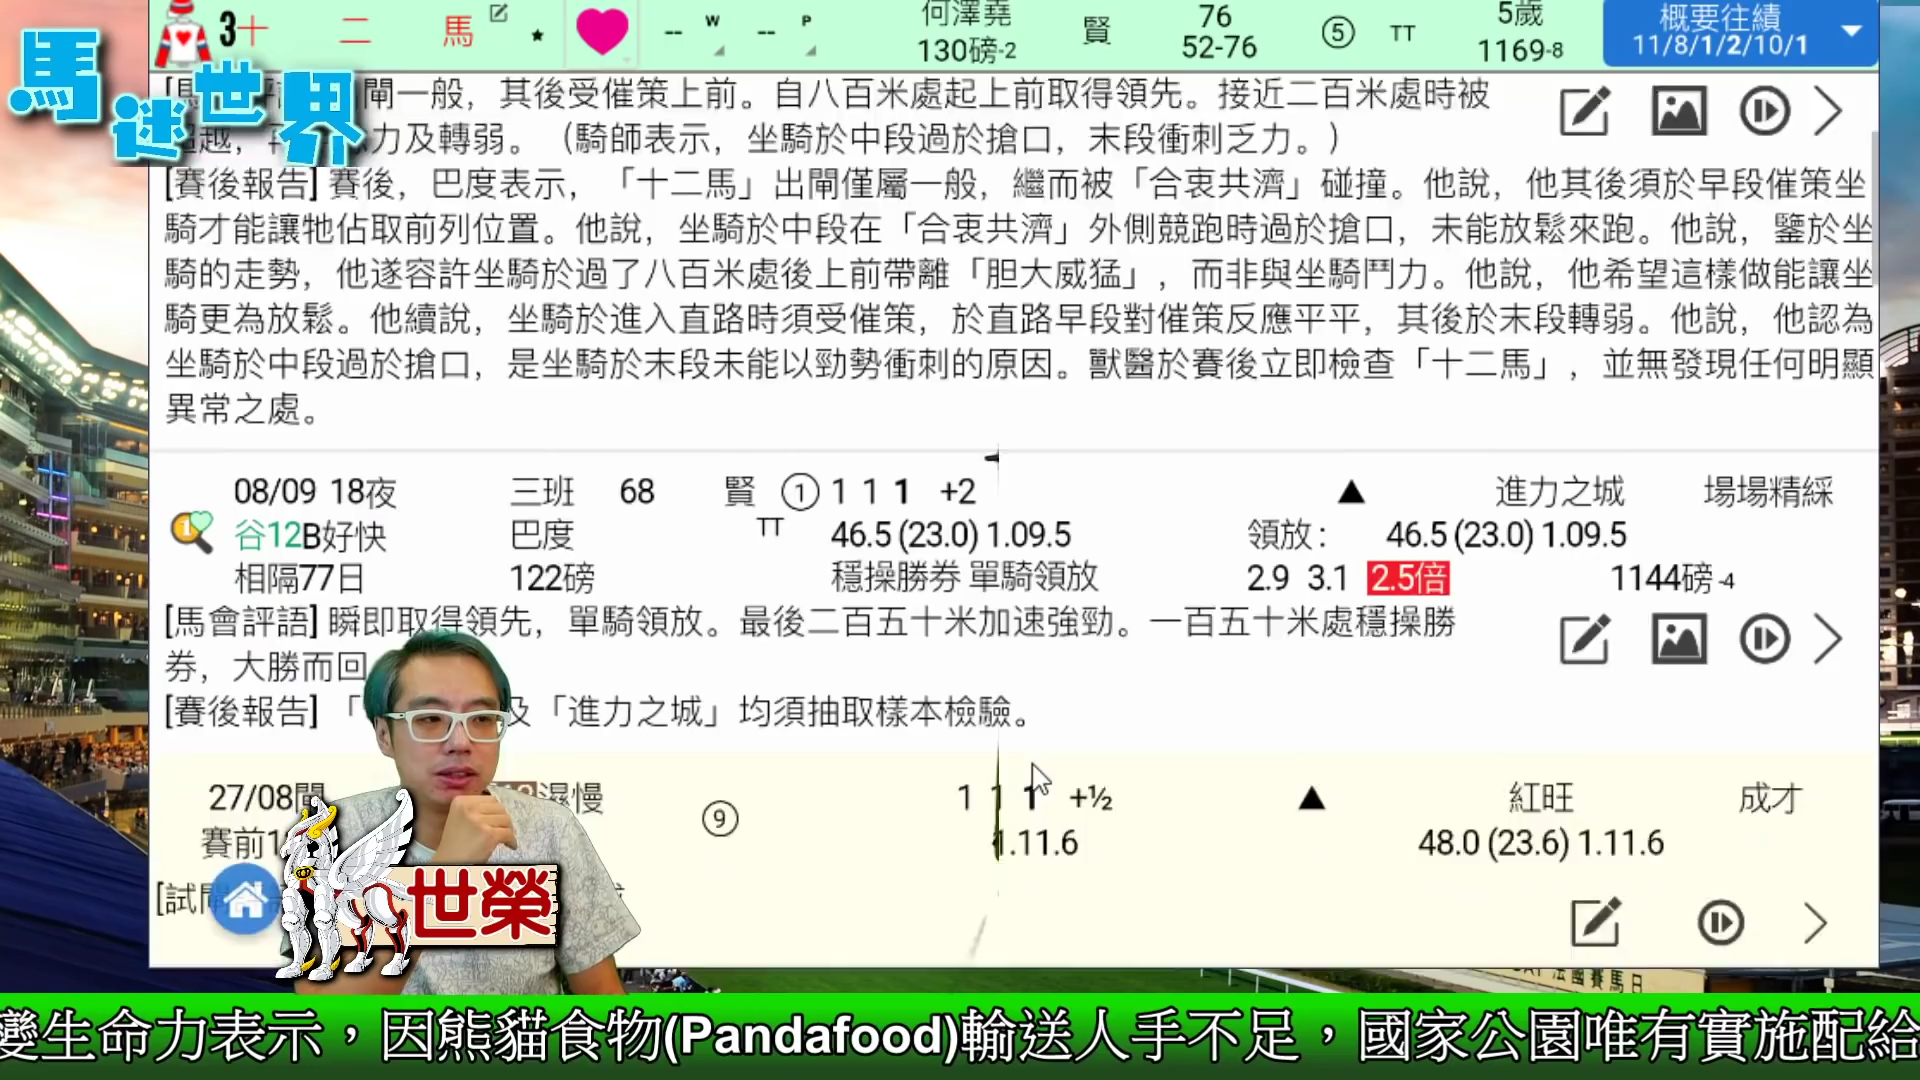 馬迷世界
3 十二馬 ★ -- W -- P 何澤堯 賢 76 ⑤ TT 5歲 概要往績
130磅-2 52-76 1169-8 11/8/1/2/10/1
閘一般，其後受催策上前。自八百米處起上前取得領先。接近二百米處時被
越，力及轉弱。（騎師表示，坐騎於中段過於搶口，末段衝刺乏力。）
[賽後報告] 賽後，巴度表示，「十二馬」出閘僅屬一般，繼而被「合衷共濟」碰撞。他說，他其後須於早段催策坐
騎才能讓牠佔取前列位置。他說，坐騎於中段在「合衷共濟」外側競跑時過於搶口，未能放鬆來跑。他說，鑒於坐
騎的走勢，他遂容許坐騎於過了八百米處後上前帶離「胆大威猛」，而非與坐騎鬥力。他說，他希望這樣做能讓坐
騎更為放鬆。他續說，坐騎於進入直路時須受催策，於直路早段對催策反應平平，其後於末段轉弱。他說，他認為
坐騎於中段過於搶口，是坐騎於末段未能以勁勢衝刺的原因。獸醫於賽後立即檢查「十二馬」，並無發現任何明顯
異常之處。
08/09 18夜 三班 68 賢 ① 1 1 1 +2 ▲ 進力之城 場場精綵
谷12B好快 巴度 TT 46.5 (23.0) 1.09.5 領放： 46.5 (23.0) 1.09.5
相隔77日 122磅 穩操勝券 單騎領放 2.9 3.1 2.5倍 1144磅-4
[馬會評語] 瞬即取得領先，單騎領放。最後二百五十米加速強勁。一百五十米處穩操勝
券，大勝而回
[賽後報告] 「 及「進力之城」均須抽取樣本檢驗。
27/08閘 濕慢 ⑨ 1 1 1 +½ ▲ 紅旺 成才
賽前1 1.11.6 48.0 (23.6) 1.11.6
[試閘
世榮
變生命力表示，因熊貓食物(Pandafood)輸送人手不足，國家公園唯有實施配給